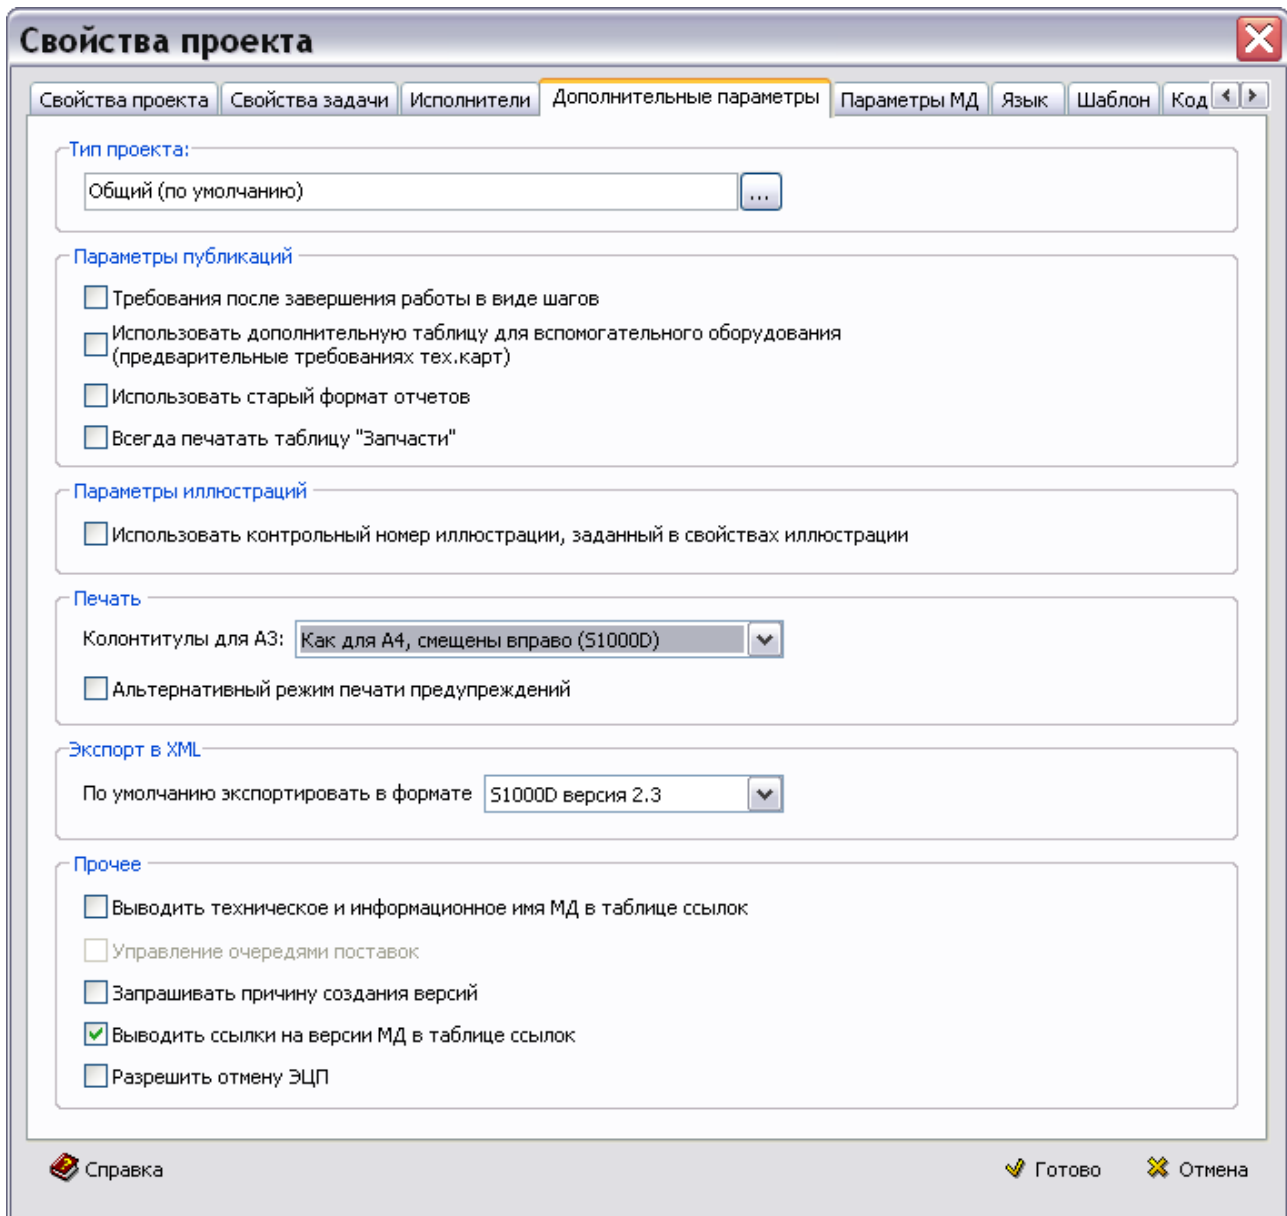 Свойства проекта
Свойства проекта Свойства задачи Исполнители Дополнительные параметры Параметры МД Язык Шаблон Код
Тип проекта:
Общий (по умолчанию) ...
Параметры публикаций
Требования после завершения работы в виде шагов
Использовать дополнительную таблицу для вспомогательного оборудования
(предварительные требованиях тех.карт)
Использовать старый формат отчетов
Всегда печатать таблицу "Запчасти"
Параметры иллюстраций
Использовать контрольный номер иллюстрации, заданный в свойствах иллюстрации
Печать
Колонтитулы для А3: Как для А4, смещены вправо (S1000D)
Альтернативный режим печати предупреждений
Экспорт в XML
По умолчанию экспортировать в формате S1000D версия 2.3
Прочее
Выводить техническое и информационное имя МД в таблице ссылок
Управление очередями поставок
Запрашивать причину создания версий
Выводить ссылки на версии МД в таблице ссылок
Разрешить отмену ЭЦП
Справка Готово Отмена